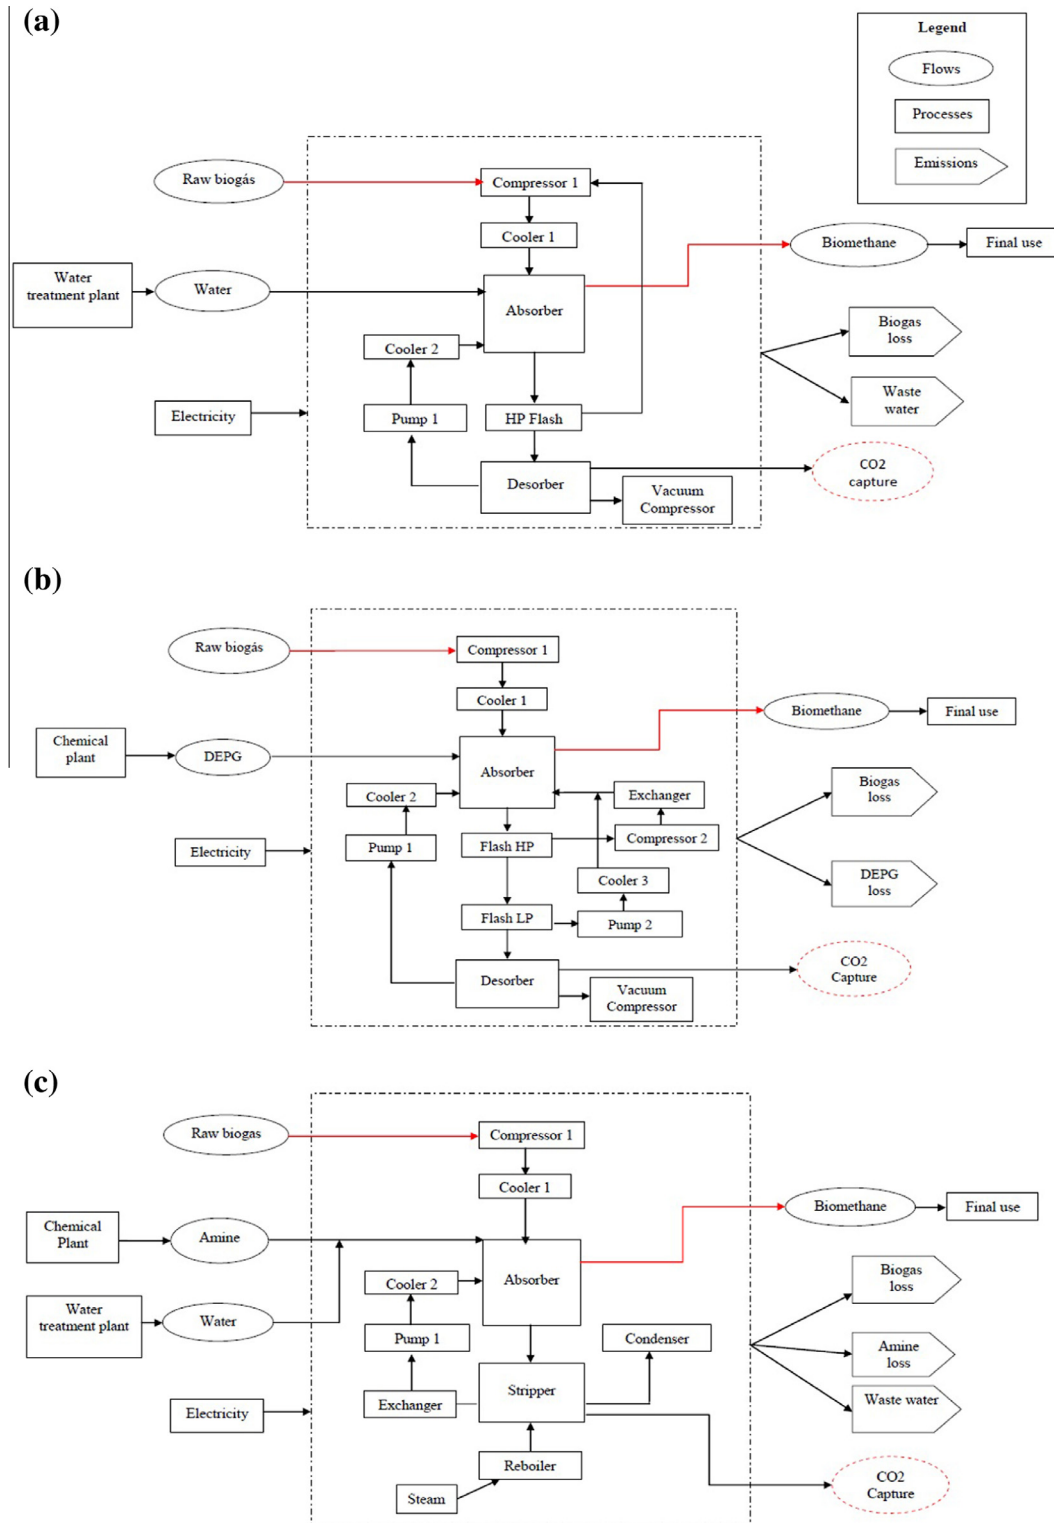 (a)
Legend
Flows
Processes
Emissions
Raw biogás
Compressor 1
Cooler 1
Biomethane
Final use
Water
treatment plant
Water
Absorber
Cooler 2
Biogas
loss
Electricity
Pump 1
HP Flash
Waste
water
Desorber
Vacuum
Compressor
CO2
capture
(b)
Raw biogás
Compressor 1
Cooler 1
Biomethane
Final use
Chemical
plant
DEPG
Absorber
Cooler 2
Exchanger
Biogas
loss
Electricity
Pump 1
Flash HP
Compressor 2
Cooler 3
DEPG
loss
Flash LP
Pump 2
Desorber
Vacuum
Compressor
CO2
Capture
(c)
Raw biogas
Compressor 1
Cooler 1
Biomethane
Final use
Chemical
Plant
Amine
Absorber
Cooler 2
Biogas
loss
Water
treatment plant
Water
Pump 1
Condenser
Amine
loss
Electricity
Exchanger
Stripper
Waste water
Reboiler
Steam
CO2
Capture